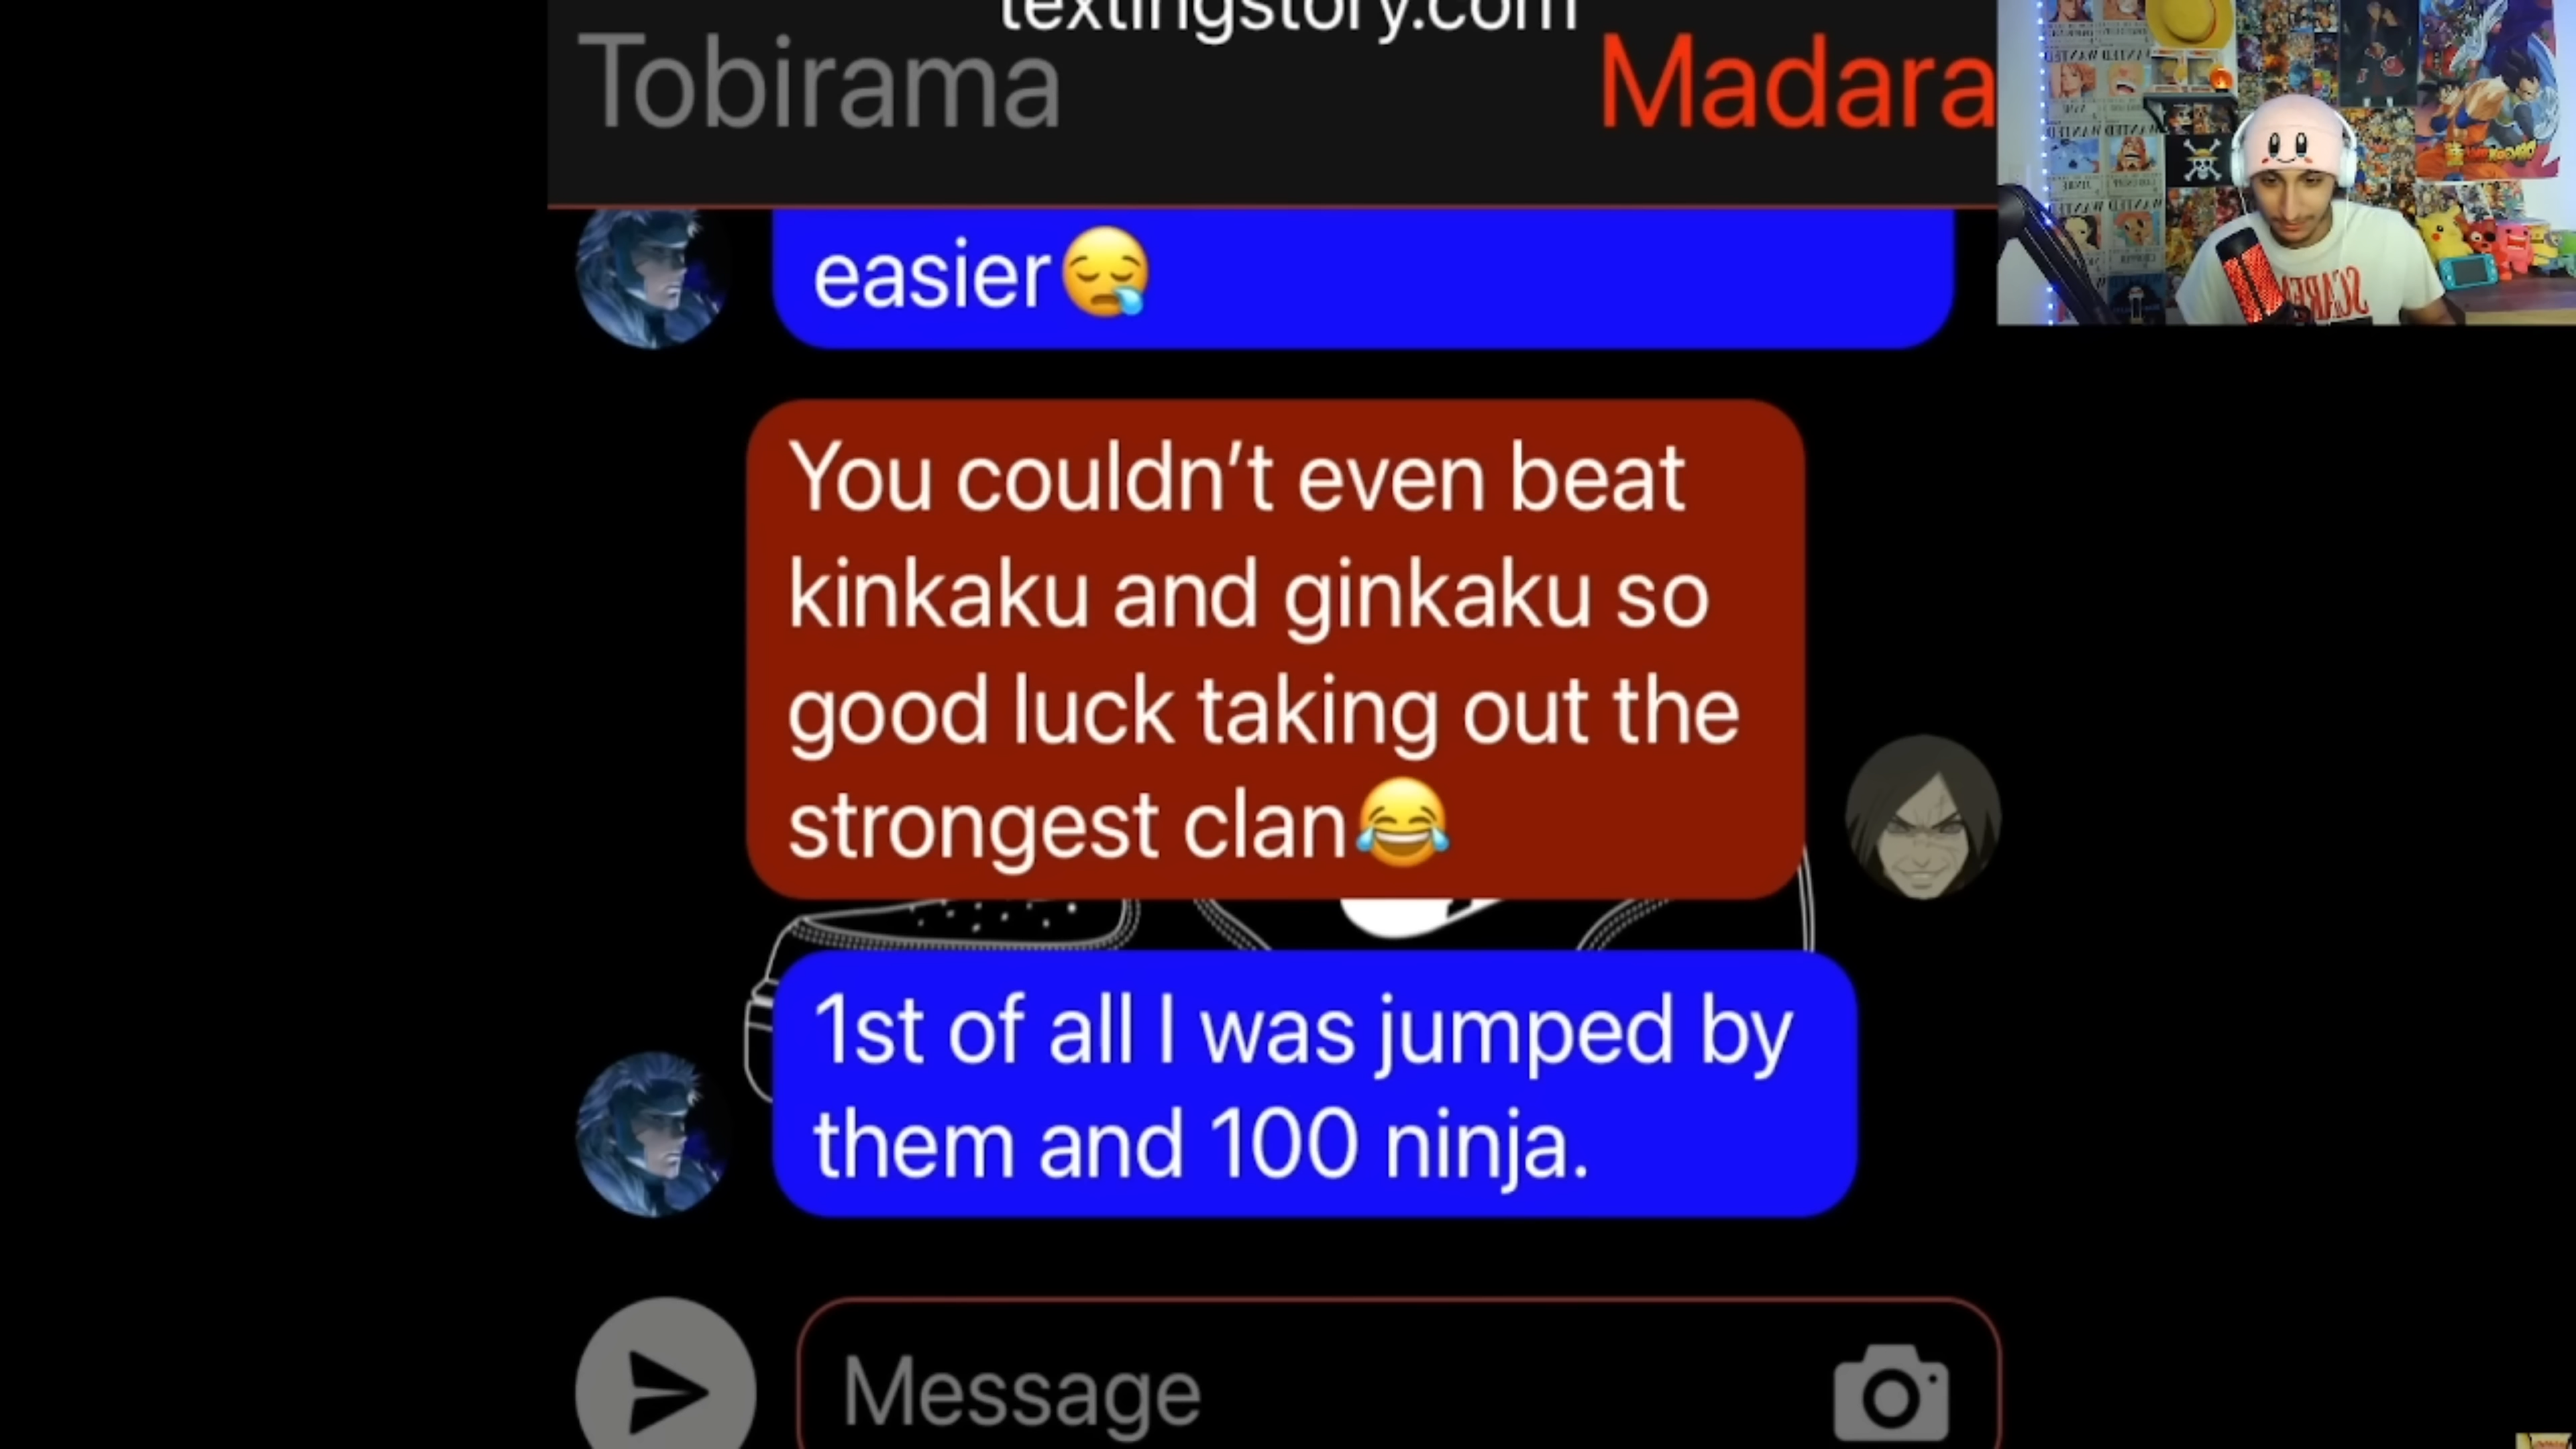 textingstory.com
Tobirama
Madara
easier😪
You couldn’t even beat
kinkaku and ginkaku so
good luck taking out the
strongest clan😂
1st of all I was jumped by
them and 100 ninja.
Message